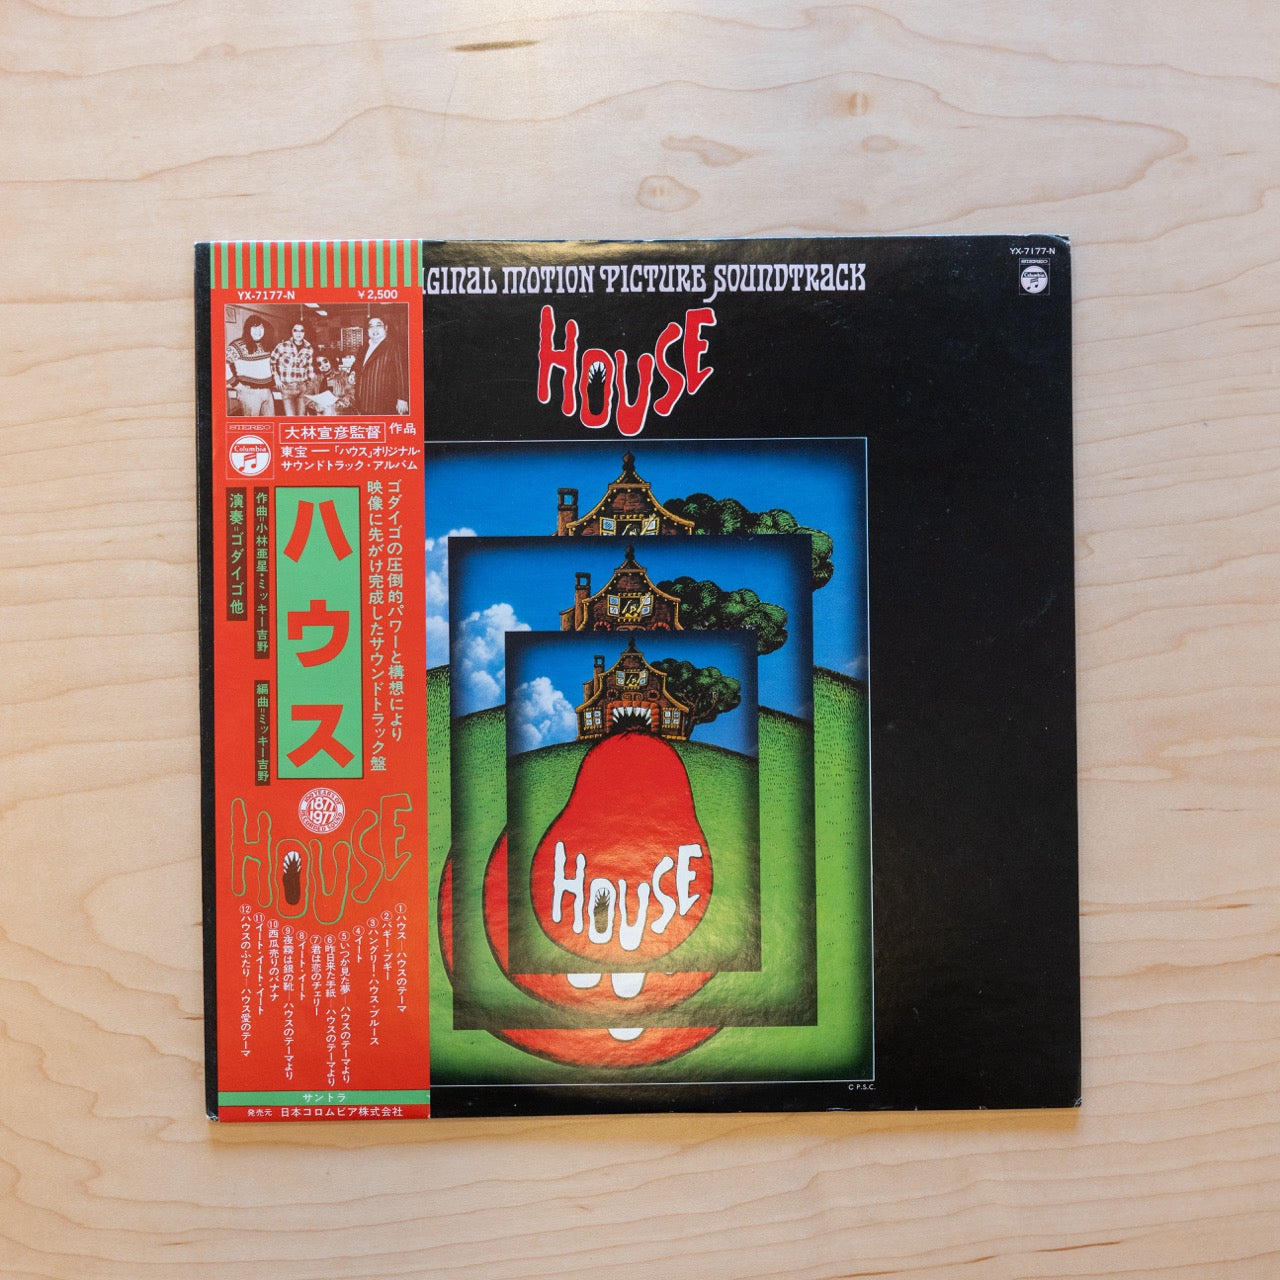 YX-7177-N
¥2,500
STEREO
Columbia
大林宣彦監督 作品
東宝―「ハウス」オリジナル・
サウンドトラック・アルバム
ゴダイゴの圧倒的パワーと構想により
映像に先がけ完成したサウンドトラック盤
ハウス
作曲=小林亜星・ミッキー吉野
編曲=ミッキー吉野
演奏=ゴダイゴ他
100 YEARS OF
1877
1977
RECORDED SOUND
HOUSE
①ハウス―ハウスのテーマ
②バギー・ブギー
③ハングリー・ハウス・ブルース
④イート
⑤いつか見た夢―ハウスのテーマより
⑥昨日来た手紙―ハウスのテーマより
⑦君は恋のチェリー
⑧イート・イート
⑨夜霧は銀の靴―ハウスのテーマより
⑩西瓜売りのバナナ
⑪イート・イート・イート
⑫ハウスのふたり―ハウス愛のテーマ
サントラ
発売元 日本コロムビア株式会社
IGINAL MOTION PICTURE SOUNDTRACK
HOUSE
YX-7177-N
STEREO
Columbia
HOUSE
© P.S.C.